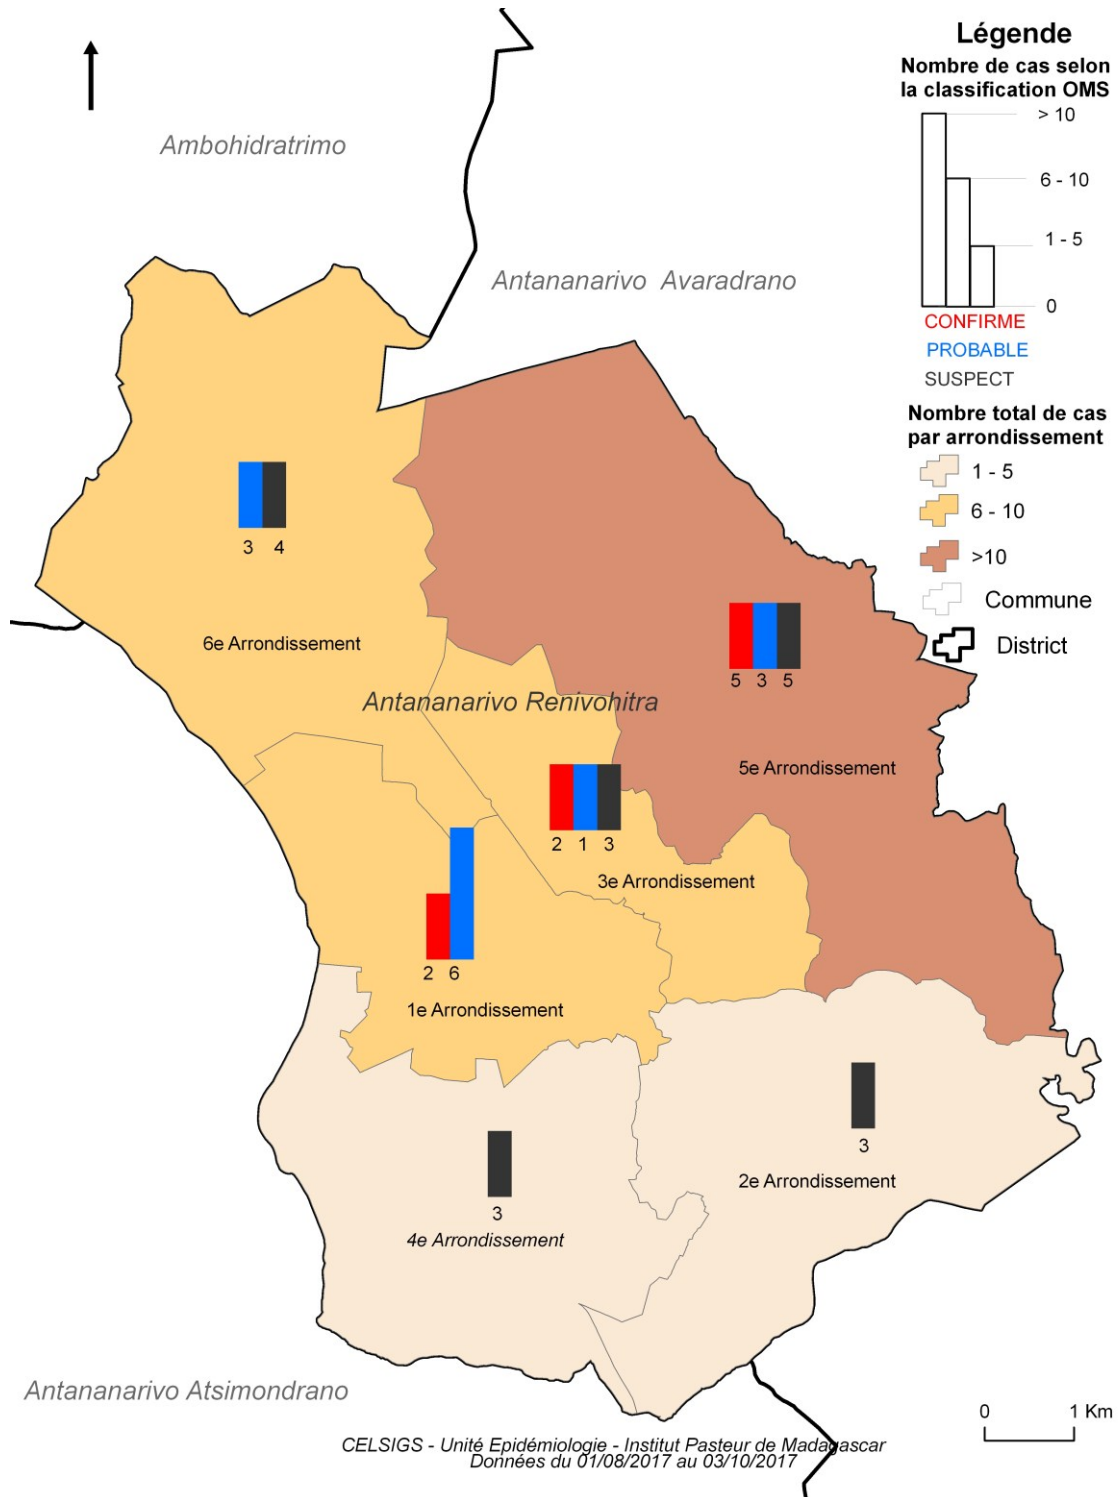 Légende
Nombre de cas selon
la classification OMS
> 10
6 - 10
1 - 5
0
CONFIRME
PROBABLE
SUSPECT
Nombre total de cas
par arrondissement
1 - 5
6 - 10
>10
Commune
District
Ambohidratrimo
Antananarivo Avaradrano
3 4
6e Arrondissement
5 3 5
Antananarivo Renivohitra
5e Arrondissement
2 1 3
3e Arrondissement
2 6
1e Arrondissement
3
2e Arrondissement
3
4e Arrondissement
Antananarivo Atsimondrano
0 1 Km
CELSIGS - Unité Epidémiologie - Institut Pasteur de Madagascar
Données du 01/08/2017 au 03/10/2017